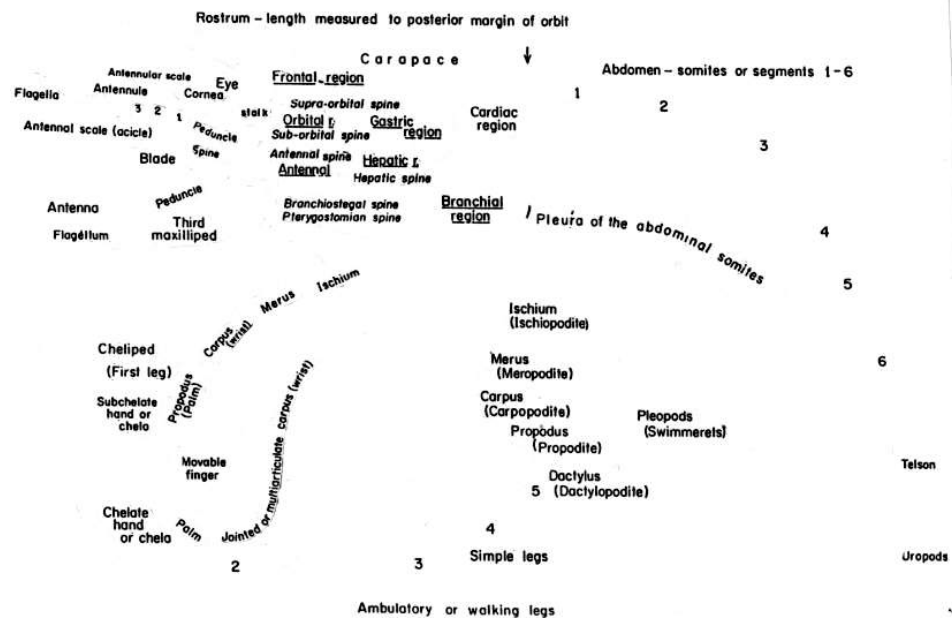 Rostrum – length measured to posterior margin of orbit
Carapace
Abdomen – somites or segments 1-6
Antennular scale
Eye
Frontal region
Flagella
Antennule
Cornea
1
2
3
3 2 1
stalk
Supra-orbital spine
Cardiac
region
Antennal scale (acicle)
Peduncle
Orbital r.
Gastric
region
Sub-orbital spine
Blade
Spine
Antennal spine
Hepatic r.
Antennal
Hepatic spine
Peduncle
Antenna
Branchiostegal spine
Branchial
region
Pterygostomian spine
Flagellum
Third
maxilliped
Pleura of the abdominal somites
4
5
6
Ischium
Merus
Carpus
(wrist)
Ischium
(Ischiopodite)
Cheliped
(First leg)
Propodus
(Palm)
Merus
(Meropodite)
Subchelate
hand or
chela
Carpus
(Carpopodite)
Pleopods
(Swimmerets)
Propodus
(Propodite)
Movable
finger
Jointed or multiarticulate carpus (wrist)
Dactylus
5 (Dactylopodite)
Telson
Chelate
hand
or chela
Palm
4
2
3
Simple legs
Uropods
Ambulatory or walking legs